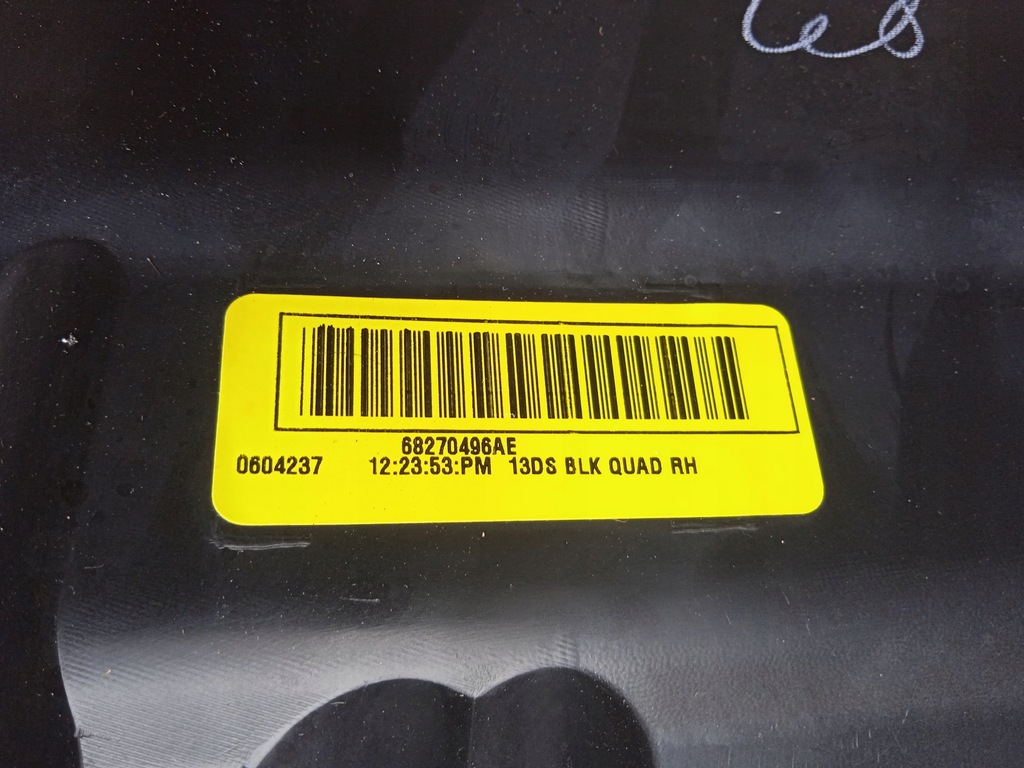 68270496AE
0604237 12:23:53:PM 13DS BLK QUAD RH